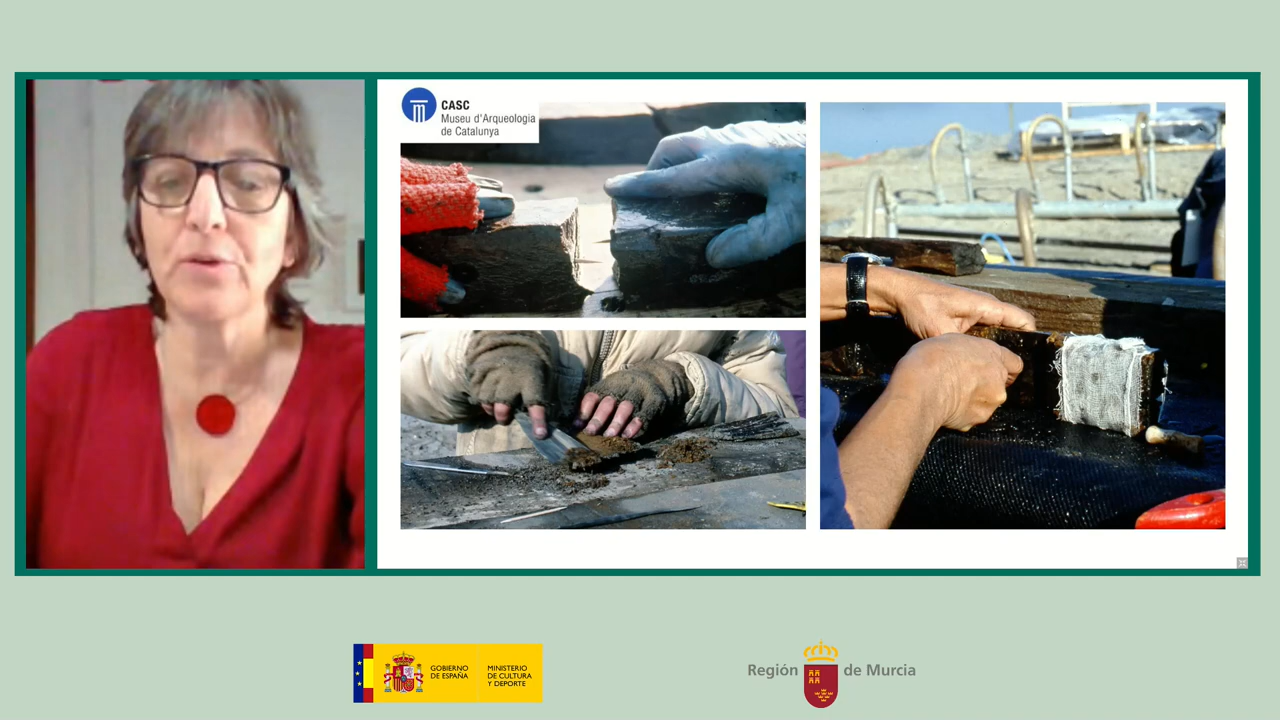 CASC
Museu d'Arqueologia
de Catalunya
GOBIERNO
DE ESPAÑA
MINISTERIO
DE CULTURA
Y DEPORTE
Región de Murcia